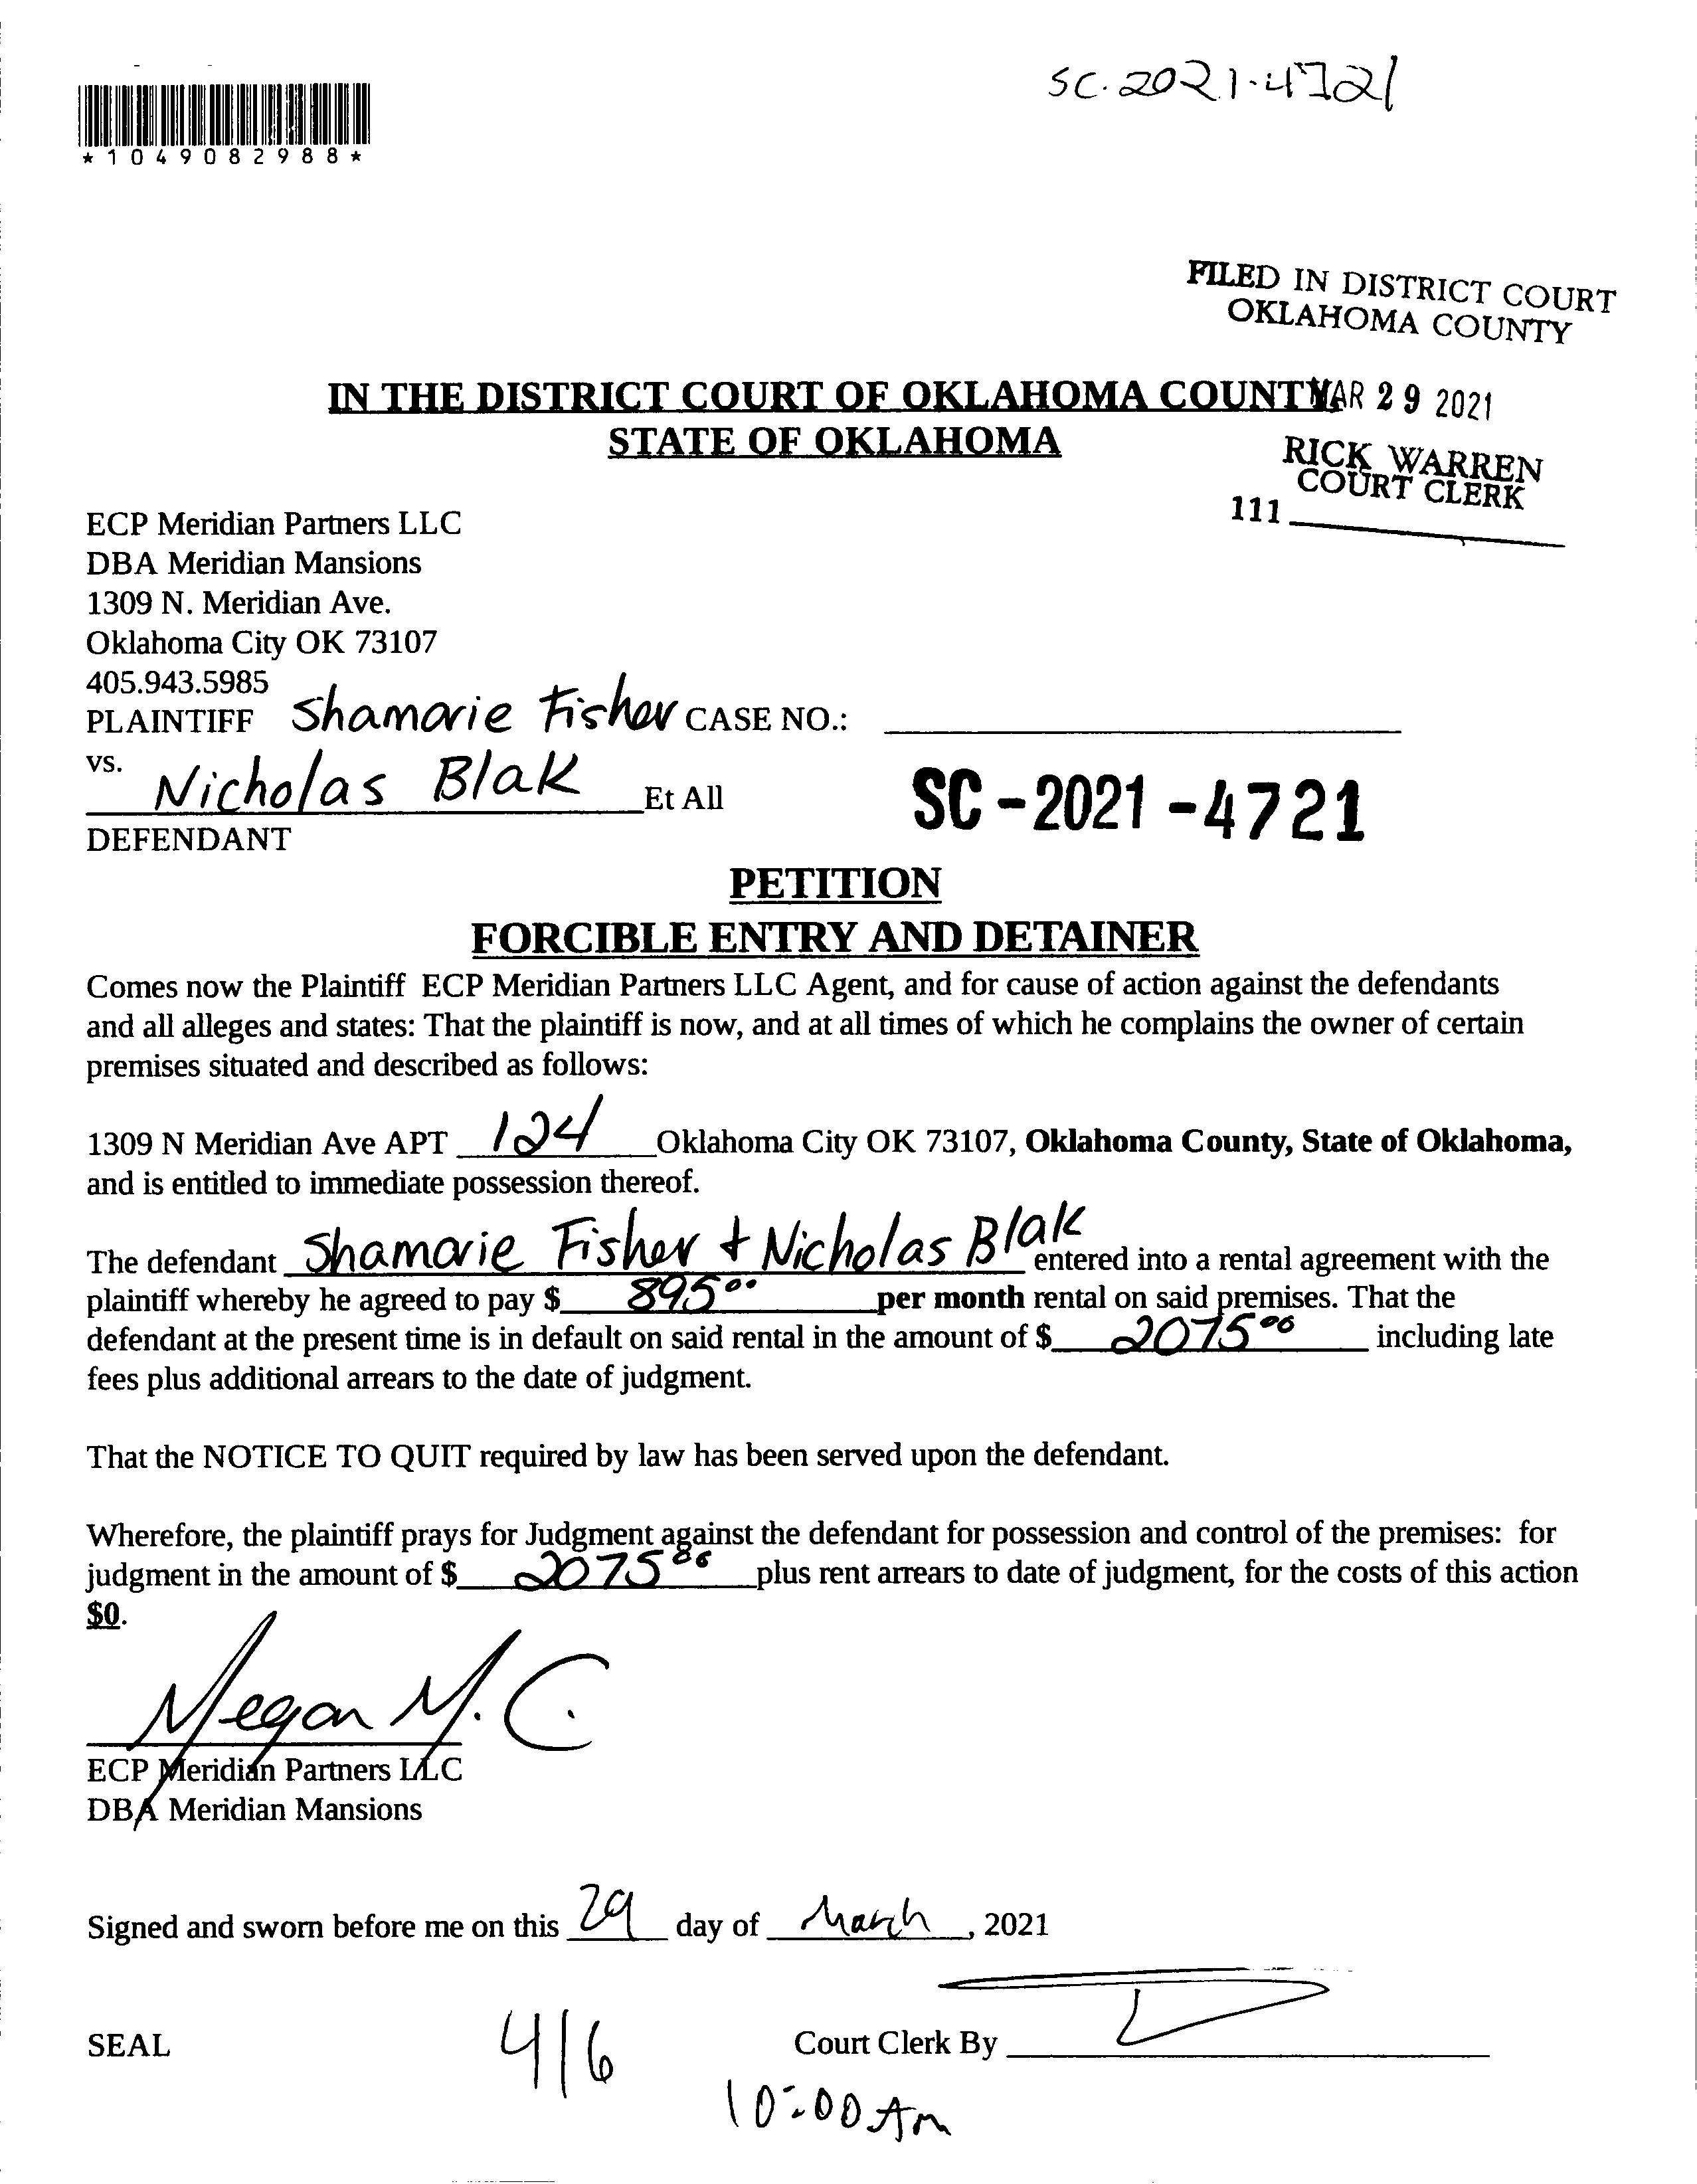 SC.2021.4721
*1049082988*
FILED IN DISTRICT COURT
OKLAHOMA COUNTY
IN THE DISTRICT COURT OF OKLAHOMA COUNTY
MAR 29 2021
STATE OF OKLAHOMA
RICK WARREN
COURT CLERK
111
ECP Meridian Partners LLC
DBA Meridian Mansions
1309 N. Meridian Ave.
Oklahoma City OK 73107
405.943.5985
PLAINTIFF Shamarie Fisher CASE NO.:
vs.
Nicholas Blak Et All
SC-2021-4721
DEFENDANT
PETITION
FORCIBLE ENTRY AND DETAINER
Comes now the Plaintiff ECP Meridian Partners LLC Agent, and for cause of action against the defendants
and all alleges and states: That the plaintiff is now, and at all times of which he complains the owner of certain
premises situated and described as follows:
1309 N Meridian Ave APT 124 Oklahoma City OK 73107, Oklahoma County, State of Oklahoma,
and is entitled to immediate possession thereof.
The defendant Shamarie Fisher + Nicholas Blak entered into a rental agreement with the
plaintiff whereby he agreed to pay $ 895.00 per month rental on said premises. That the
defendant at the present time is in default on said rental in the amount of $ 2075.00 including late
fees plus additional arrears to the date of judgment.
That the NOTICE TO QUIT required by law has been served upon the defendant.
Wherefore, the plaintiff prays for Judgment against the defendant for possession and control of the premises: for
judgment in the amount of $ 2075.00 plus rent arrears to date of judgment, for the costs of this action
$0.
Megan M. C.
ECP Meridian Partners LLC
DBA Meridian Mansions
Signed and sworn before me on this 29 day of March, 2021
SEAL
4/6
Court Clerk By
10:00 Am